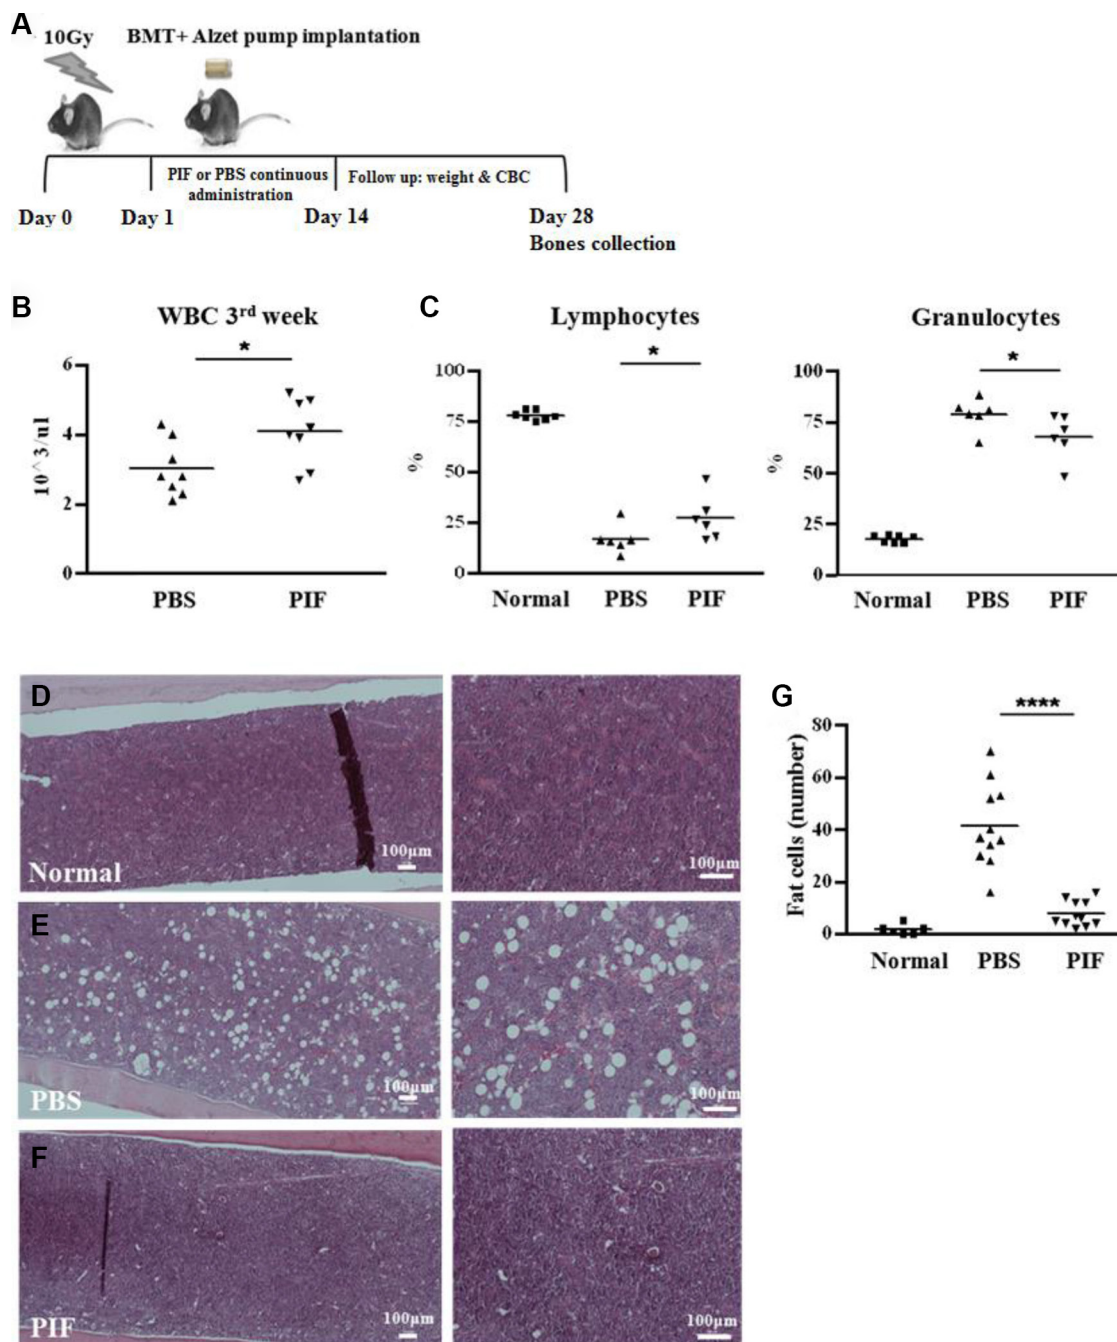 A
10Gy
BMT+ Alzet pump implantation
PIF or PBS continuous
administration
Follow up: weight & CBC
Day 0
Day 1
Day 14
Day 28
Bones collection
B
WBC 3rd week
*
10^3/ul
6
4
2
0
PBS
PIF
C
Lymphocytes
*
%
100
75
50
25
0
Normal
PBS
PIF
Granulocytes
*
%
100
75
50
25
0
Normal
PBS
PIF
D
Normal
100µm
100µm
E
PBS
100µm
100µm
F
PIF
100µm
100µm
G
****
Fat cells (number)
80
60
40
20
0
Normal
PBS
PIF